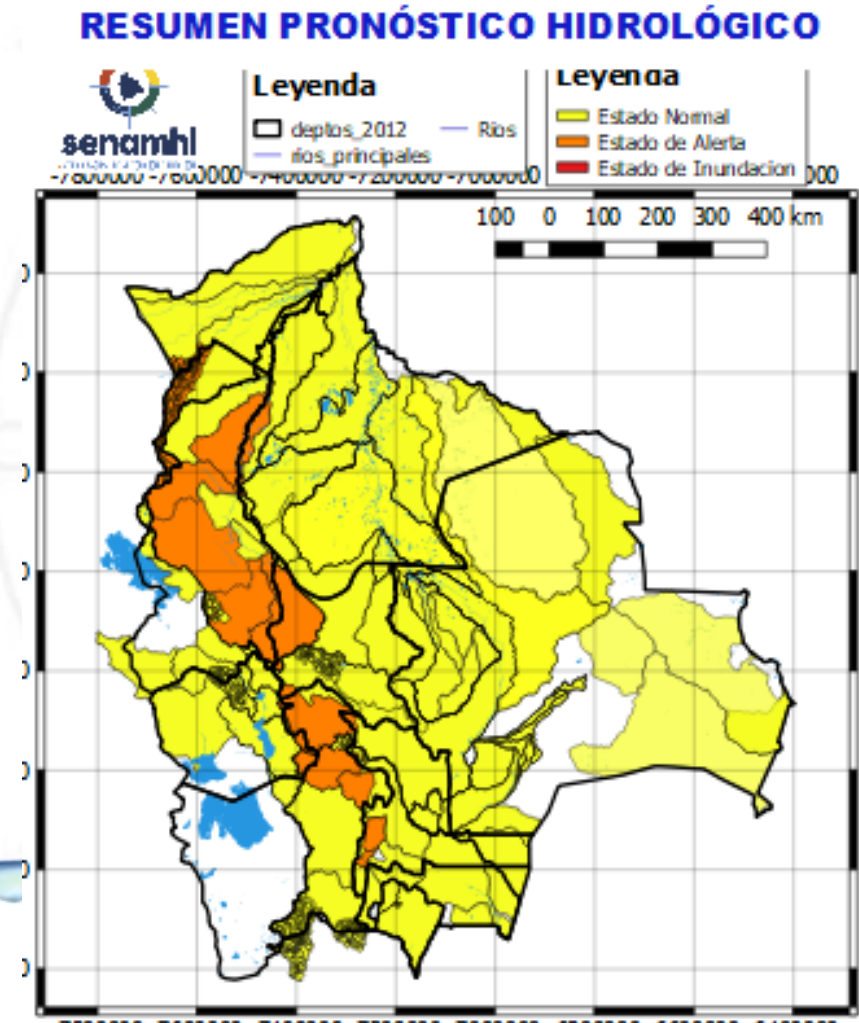 RESUMEN PRONÓSTICO HIDROLÓGICO
senamhi
Leyenda
deptos_2012
Rios
rios_principales
Leyenda
Estado Normal
Estado de Alerta
Estado de Inundacion
-7800000 -7600000 -7400000 -7200000 -7000000
100 0 100 200 300 400 km